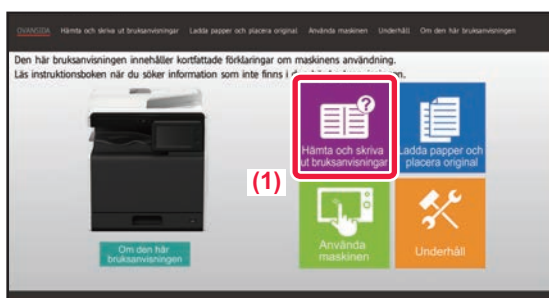 OVANSIDA Hämta och skriva ut bruksanvisningar Ladda papper och placera original Använda maskinen Underhåll Om den här bruksanvisningen
Den här bruksanvisningen innehåller kortfattade förklaringar om maskinens användning.
Läs instruktionsboken när du söker information som inte finns i
Hämta och skriva
ut bruksanvisningar
Ladda papper och
placera original
(1)
Om den här
bruksanvisningen
Använda
maskinen
Underhåll